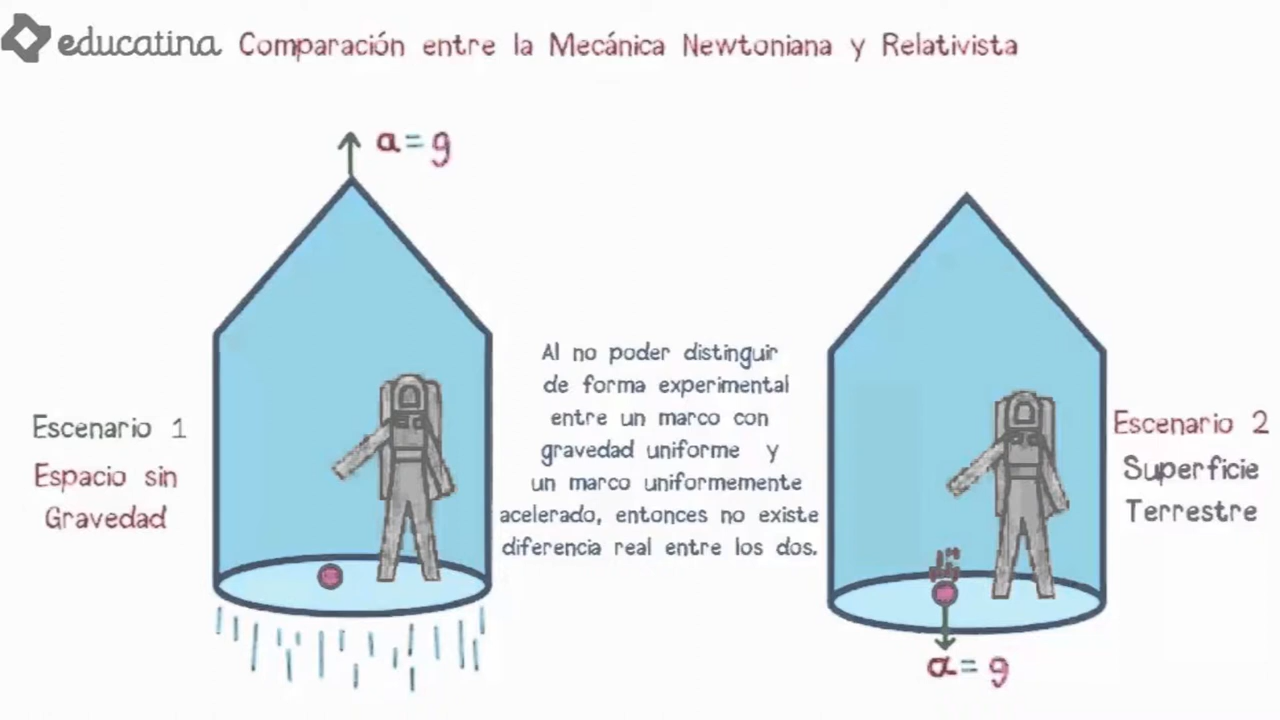 educatina Comparación entre la Mecánica Newtoniana y Relativista
a = g
Escenario 1
Espacio sin
Gravedad
Al no poder distinguir
de forma experimental
entre un marco con
gravedad uniforme y
un marco uniformemente
acelerado, entonces no existe
diferencia real entre los dos.
Escenario 2
Superficie
Terrestre
a = g